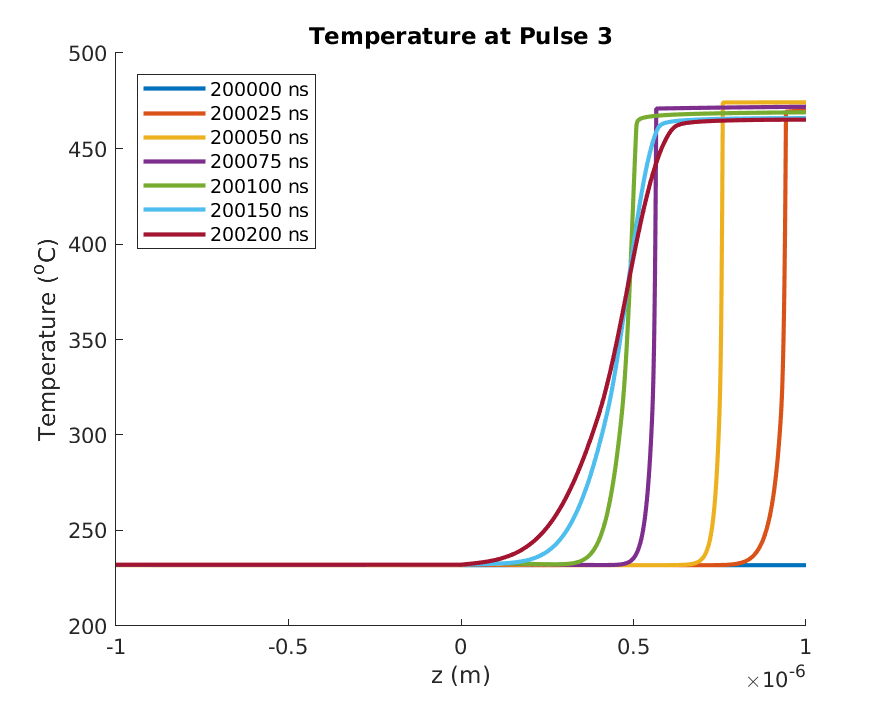 Temperature at Pulse 3
500
450
400
350
300
250
200
Temperature (°C)
200000 ns
200025 ns
200050 ns
200075 ns
200100 ns
200150 ns
200200 ns
-1
-0.5
0
0.5
1
z (m)
×10⁻⁶